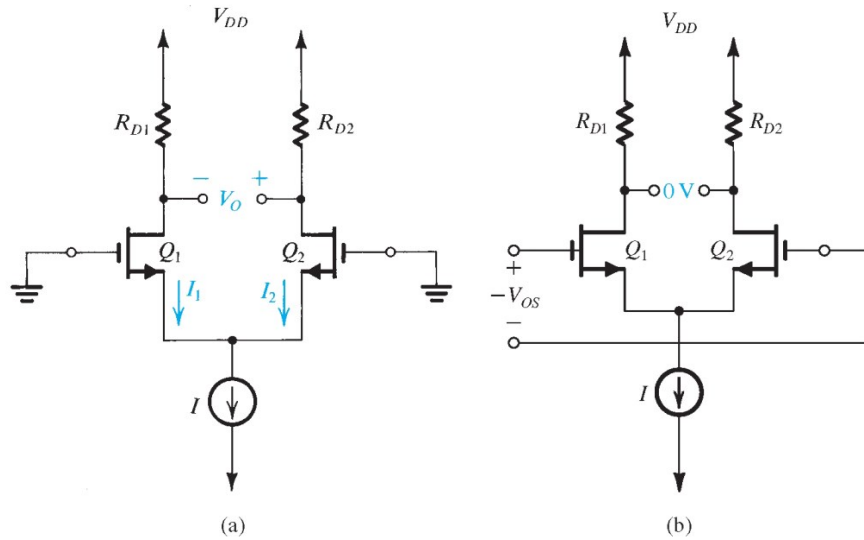 V_DD V_DD
R_D1 R_D2 R_D1 R_D2
− V_O + 0 V
Q_1 Q_2 Q_1 Q_2
I_1 I_2
+
−V_OS
−
I I
(a) (b)